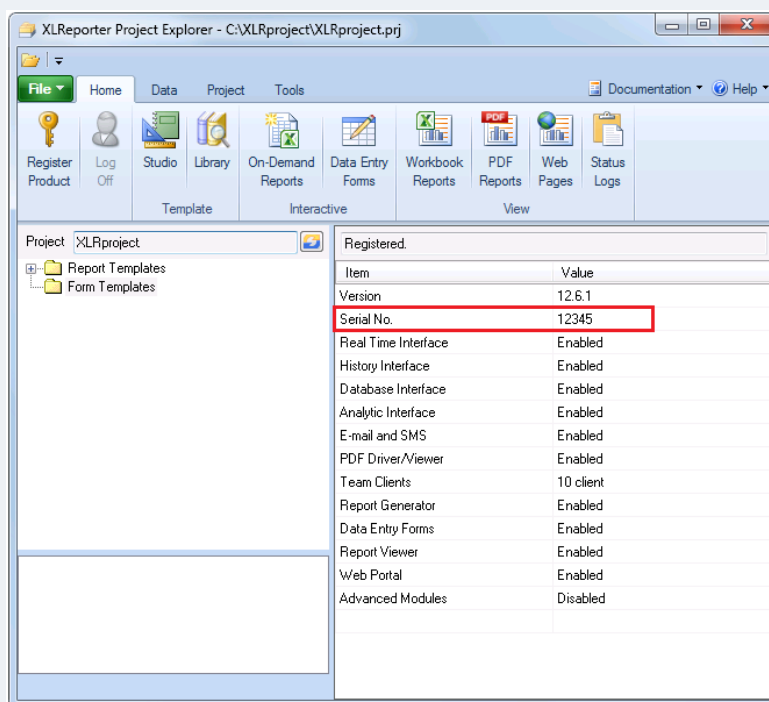 XLReporter Project Explorer - C:\XLRproject\XLRproject.prj
File Home Data Project Tools Documentation Help
Register Product Log Off Studio Library On-Demand Reports Data Entry Forms Workbook Reports PDF Reports Web Pages Status Logs
Template Interactive View
Project XLRproject
Report Templates
Form Templates
Registered.
Item Value
Version 12.6.1
Serial No. 12345
Real Time Interface Enabled
History Interface Enabled
Database Interface Enabled
Analytic Interface Enabled
E-mail and SMS Enabled
PDF Driver/Viewer Enabled
Team Clients 10 client
Report Generator Enabled
Data Entry Forms Enabled
Report Viewer Enabled
Web Portal Enabled
Advanced Modules Disabled